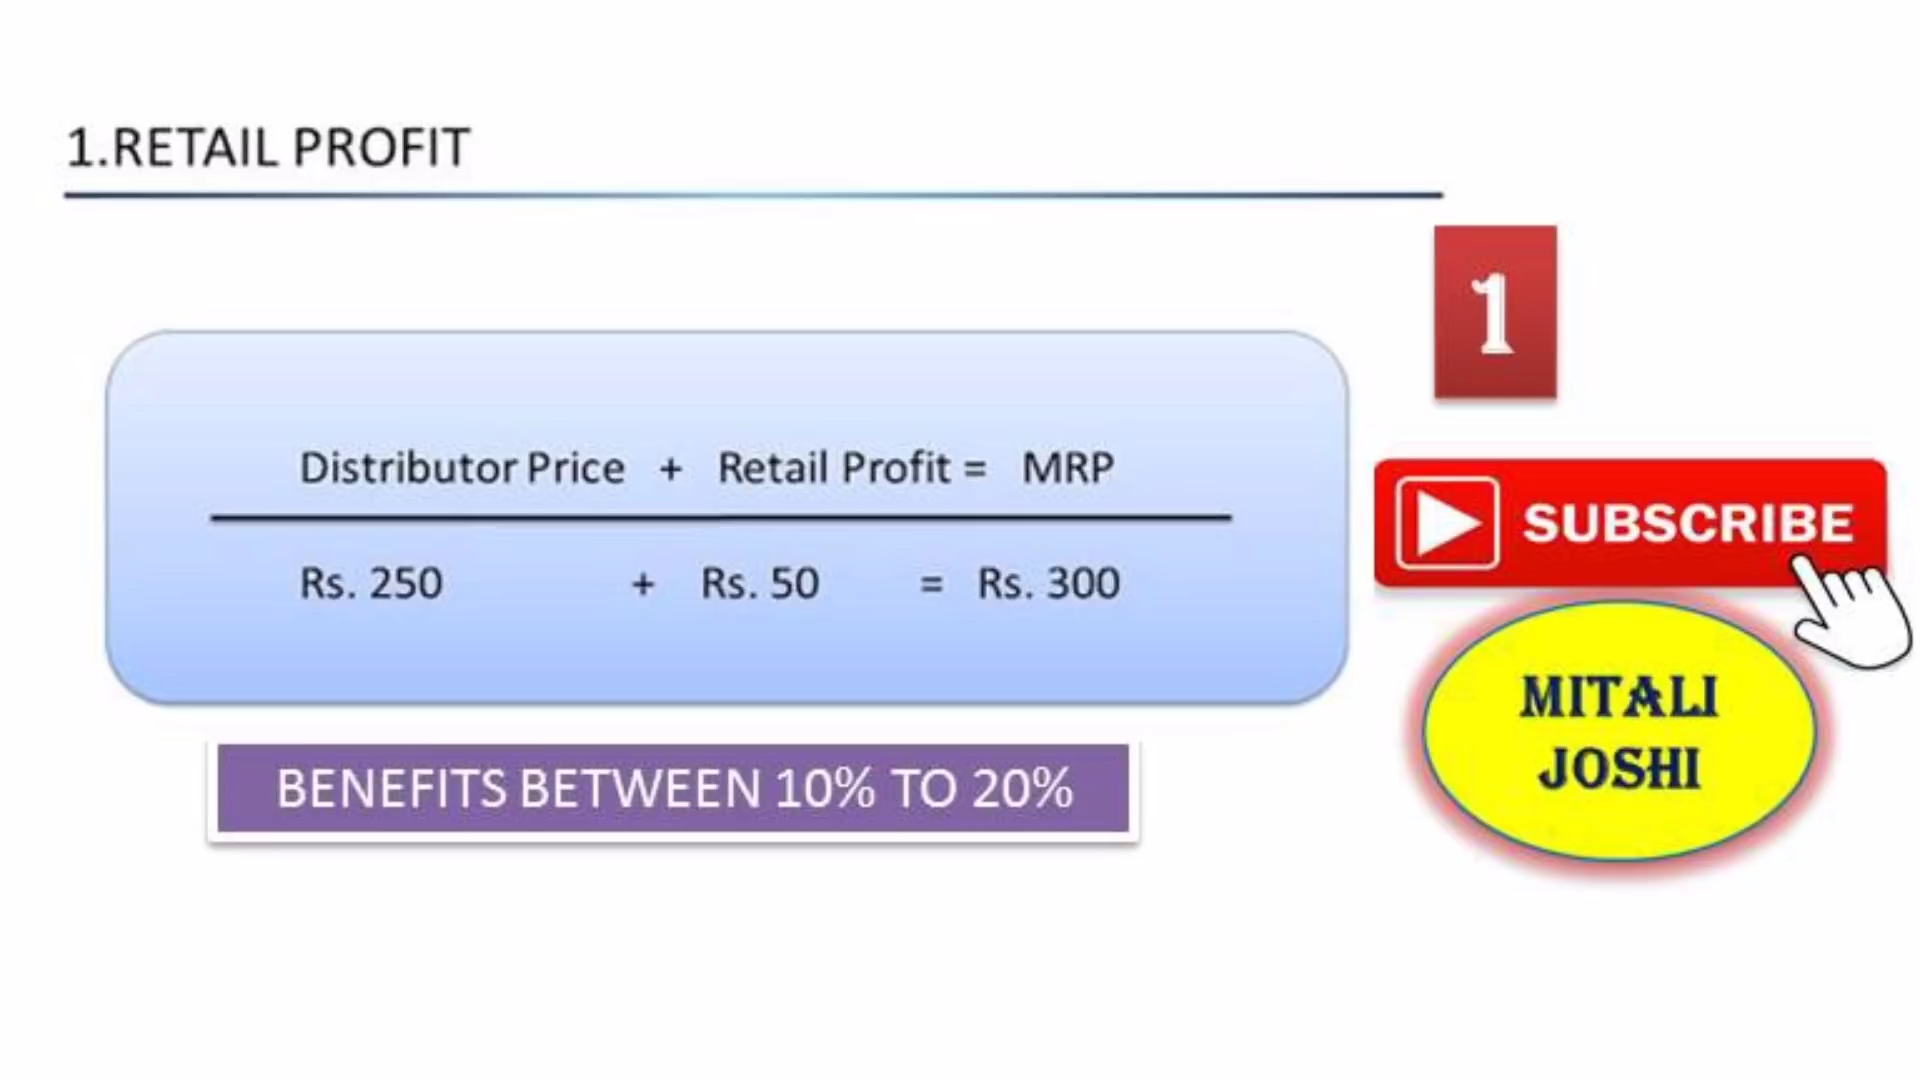 1.RETAIL PROFIT
1
Distributor Price + Retail Profit = MRP
Rs. 250 + Rs. 50 = Rs. 300
SUBSCRIBE
MITALI
JOSHI
BENEFITS BETWEEN 10% TO 20%